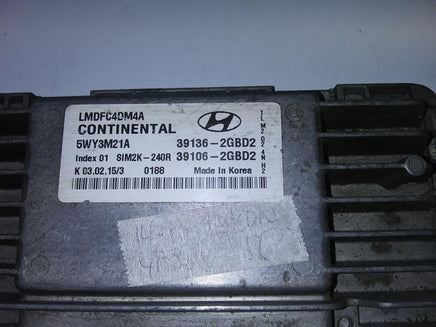 LMDFC4DM4A
CONTINENTAL
5WY3M21A 39136-2GBD2
Index 01 SIM2K-240R 39106-2GBD2
K 03.02.15/3 0188 Made in Korea